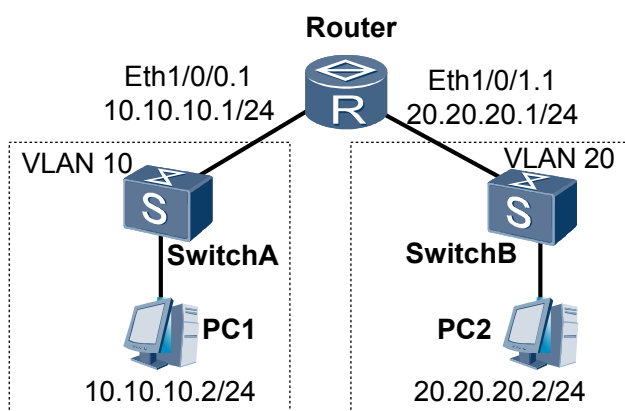 Router
Eth1/0/0.1
10.10.10.1/24
Eth1/0/1.1
20.20.20.1/24
R
VLAN 10
VLAN 20
S
S
SwitchA
SwitchB
PC1
PC2
10.10.10.2/24
20.20.20.2/24